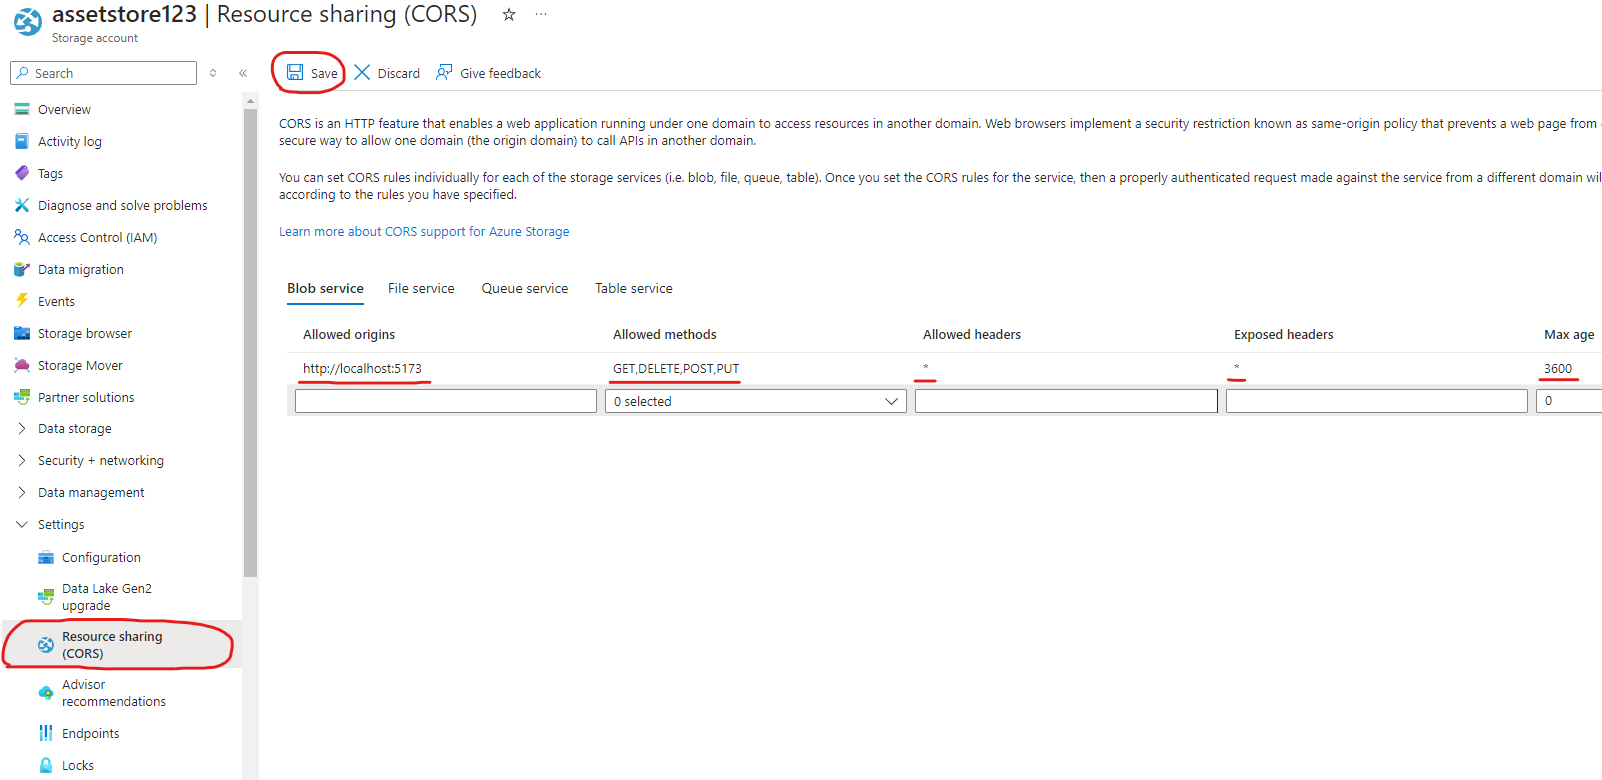 assetstore123 | Resource sharing (CORS) ☆ ...
Storage account
Search
Save Discard Give feedback
Overview
Activity log
Tags
Diagnose and solve problems
Access Control (IAM)
Data migration
Events
Storage browser
Storage Mover
Partner solutions
Data storage
Security + networking
Data management
Settings
Configuration
Data Lake Gen2
upgrade
Resource sharing
(CORS)
Advisor
recommendations
Endpoints
Locks
CORS is an HTTP feature that enables a web application running under one domain to access resources in another domain. Web browsers implement a security restriction known as same-origin policy that prevents a web page from
secure way to allow one domain (the origin domain) to call APIs in another domain.
You can set CORS rules individually for each of the storage services (i.e. blob, file, queue, table). Once you set the CORS rules for the service, then a properly authenticated request made against the service from a different domain wil
according to the rules you have specified.
Learn more about CORS support for Azure Storage
Blob service File service Queue service Table service
Allowed origins Allowed methods Allowed headers Exposed headers Max age
http://localhost:5173 GET,DELETE,POST,PUT * * 3600
0 selected 0